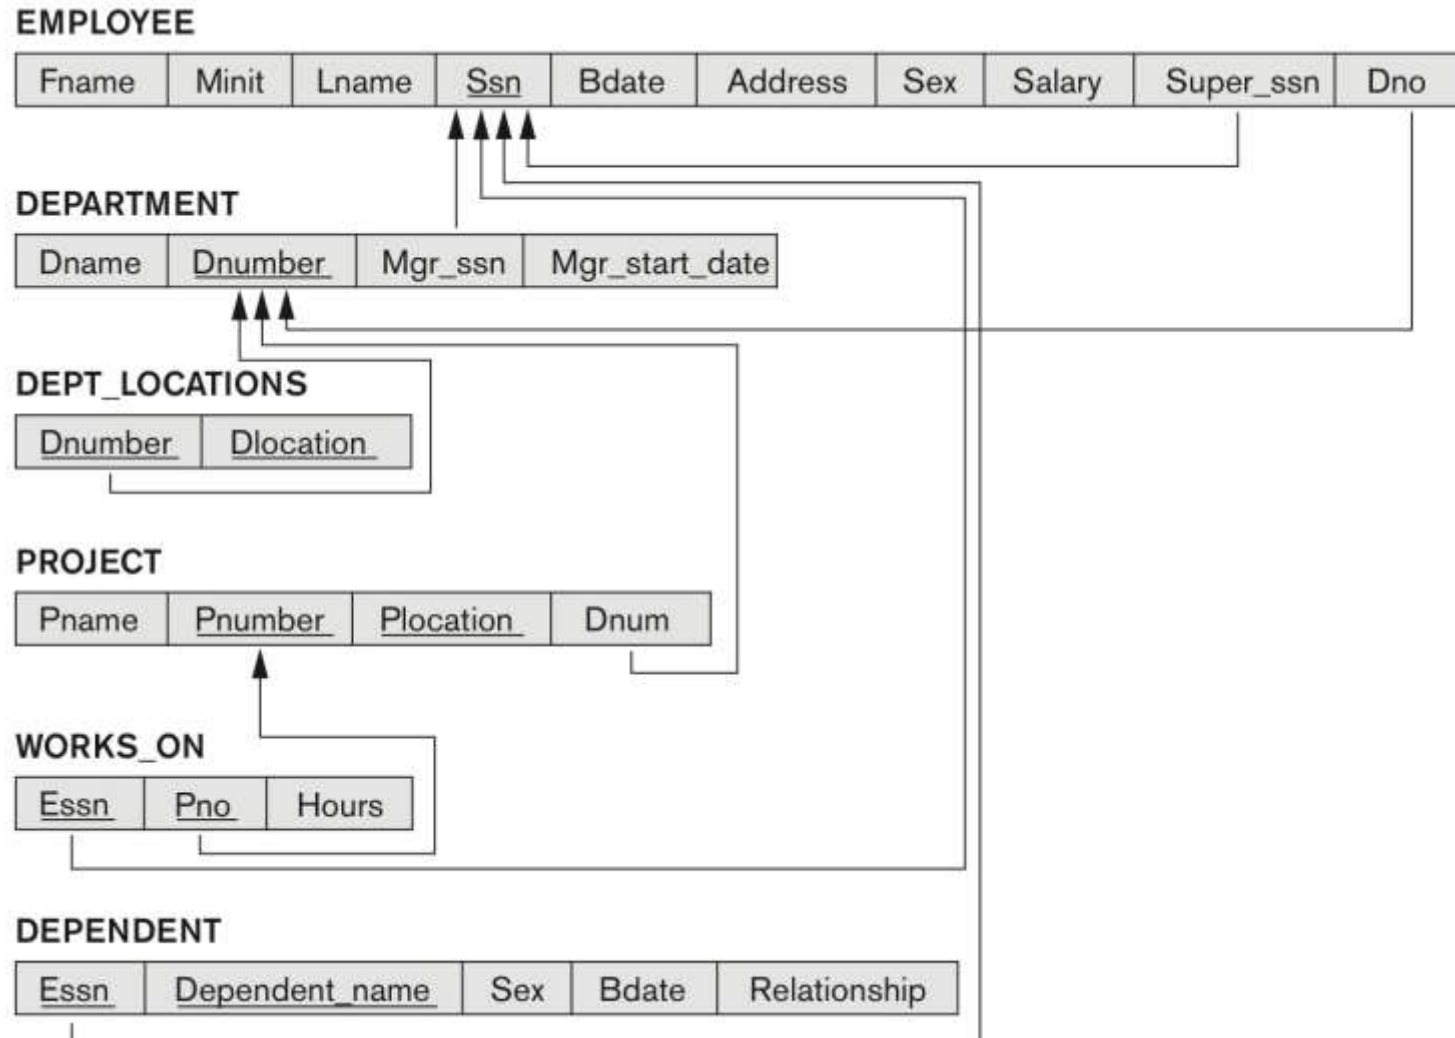 EMPLOYEE
Fname Minit Lname Ssn Bdate Address Sex Salary Super_ssn Dno
DEPARTMENT
Dname Dnumber Mgr_ssn Mgr_start_date
DEPT_LOCATIONS
Dnumber Dlocation
PROJECT
Pname Pnumber Plocation Dnum
WORKS_ON
Essn Pno Hours
DEPENDENT
Essn Dependent_name Sex Bdate Relationship